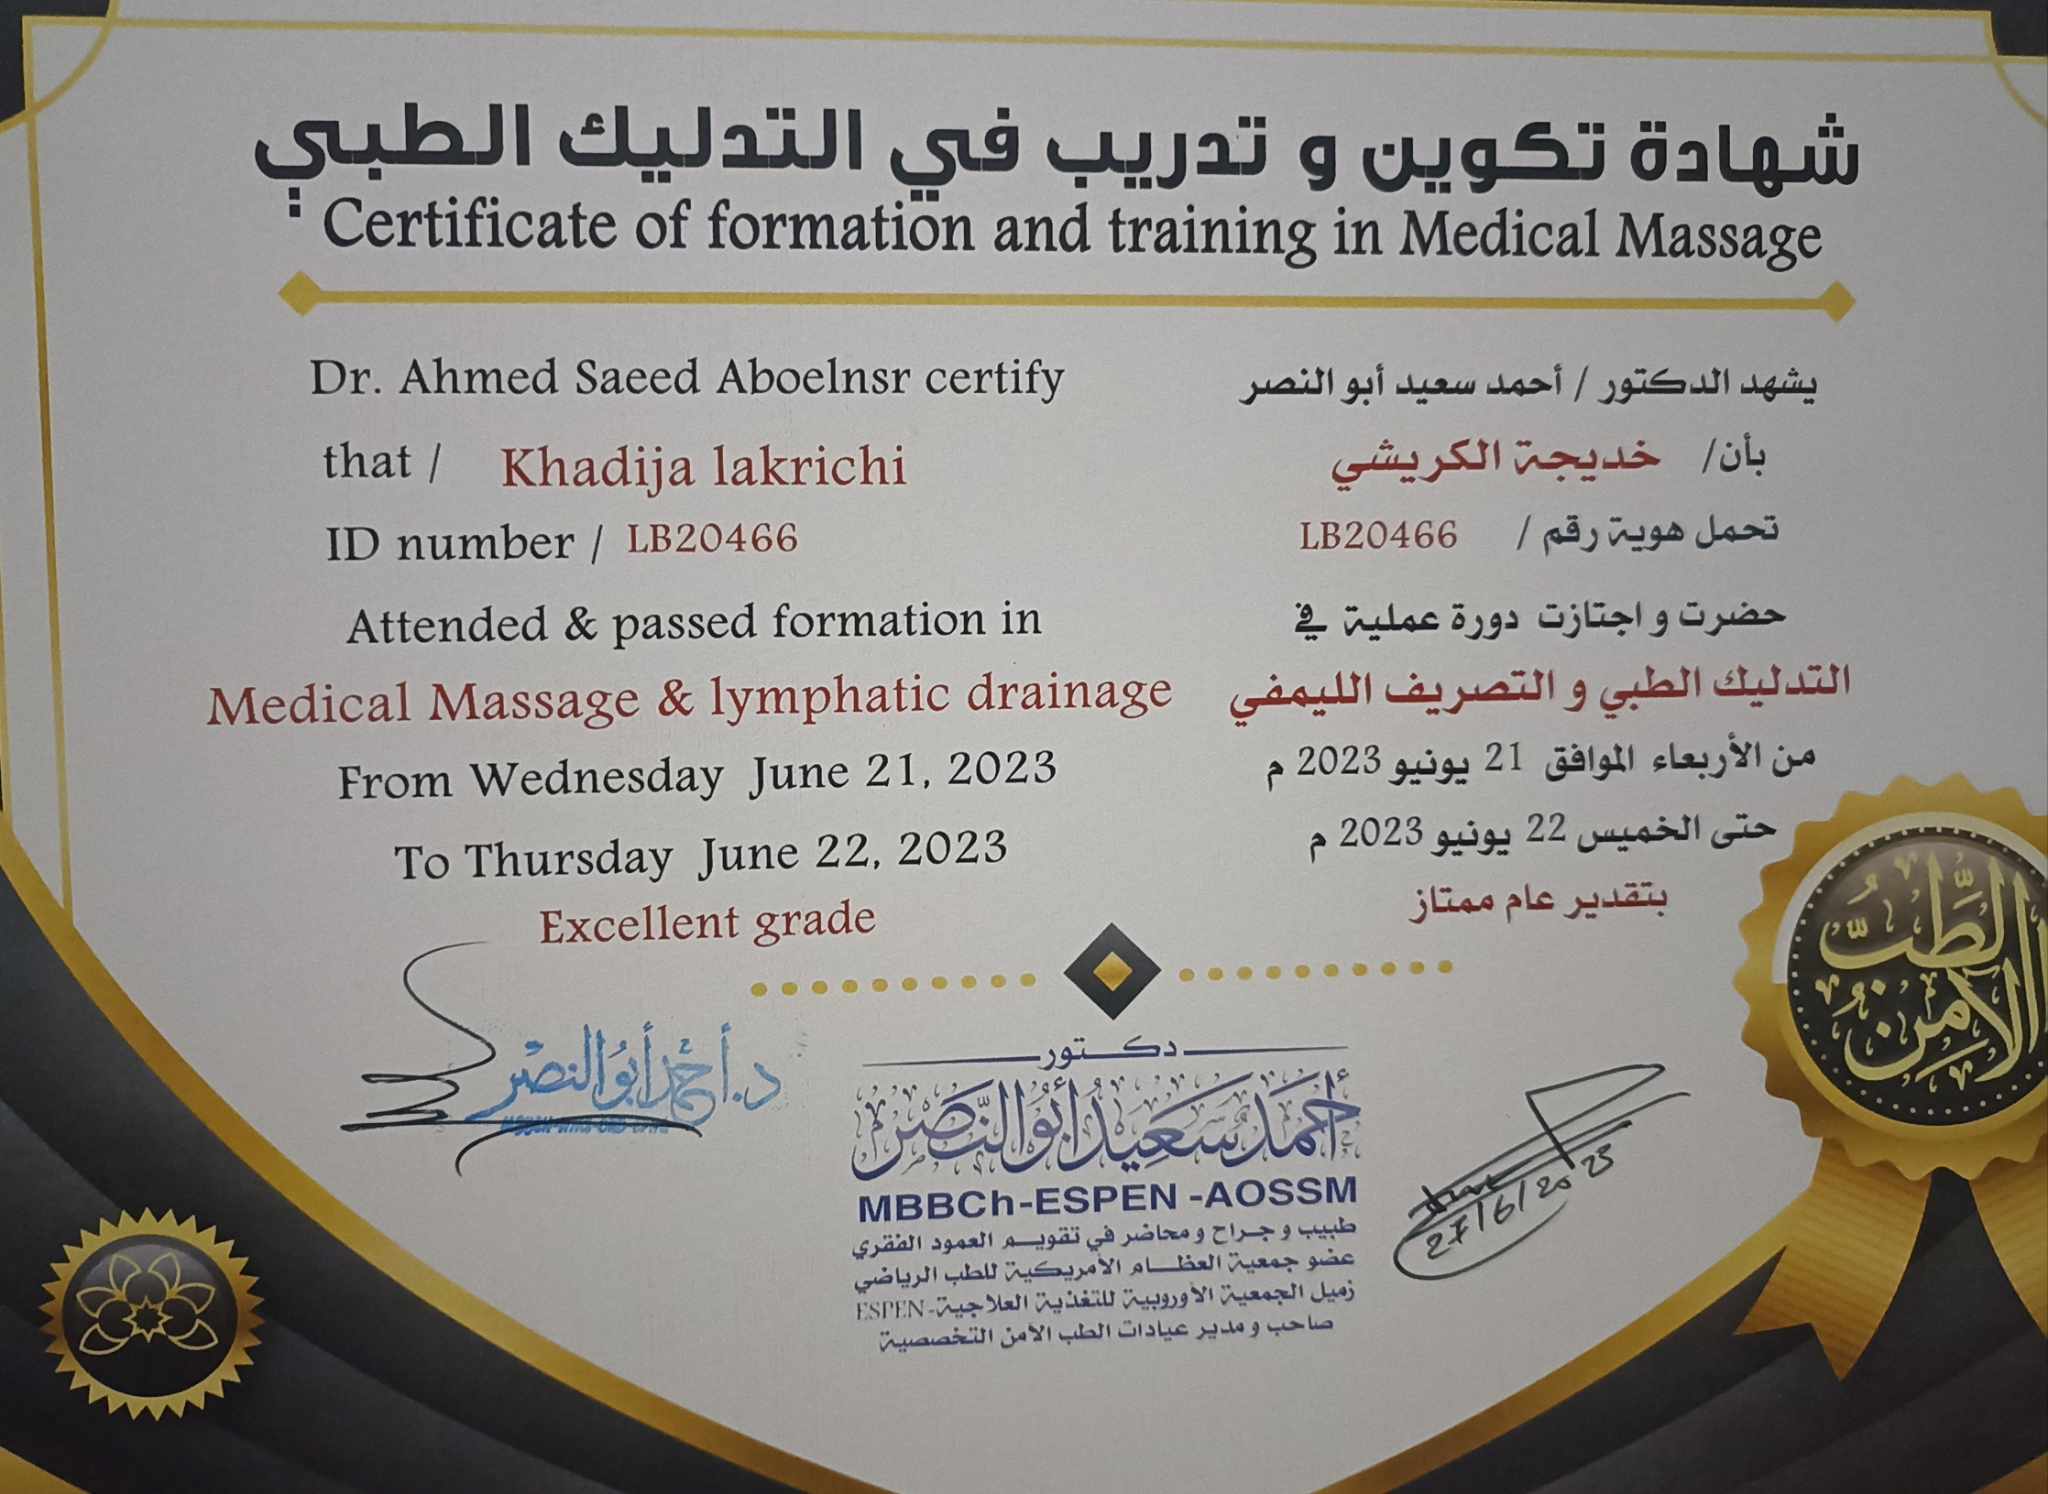 شهادة تكوين و تدريب في التدليك الطبي
Certificate of formation and training in Medical Massage
Dr. Ahmed Saeed Aboelnsr certify
that / Khadija lakrichi
ID number / LB20466
Attended & passed formation in
Medical Massage & lymphatic drainage
From Wednesday June 21, 2023
To Thursday June 22, 2023
Excellent grade
يشهد الدكتور / أحمد سعيد أبو النصر
بأن/ خديجة الكريشي
تحمل هوية رقم / LB20466
حضرت و اجتازت دورة عملية في
التدليك الطبي و التصريف الليمفي
من الأربعاء الموافق 21 يونيو 2023 م
حتى الخميس 22 يونيو 2023 م
بتقدير عام ممتاز
الطب
الآمن
د.أحمد أبو النصر
دكتور
أحمد سعيد أبو النصر
MBBCh-ESPEN -AOSSM
طبيب و جراح و محاضر في تقويم العمود الفقري
عضو جمعية العظام الأمريكية للطب الرياضي
زميل الجمعية الأوروبية للتغذية العلاجية-ESPEN
صاحب و مدير عيادات الطب الآمن التخصصية
27/6/2023